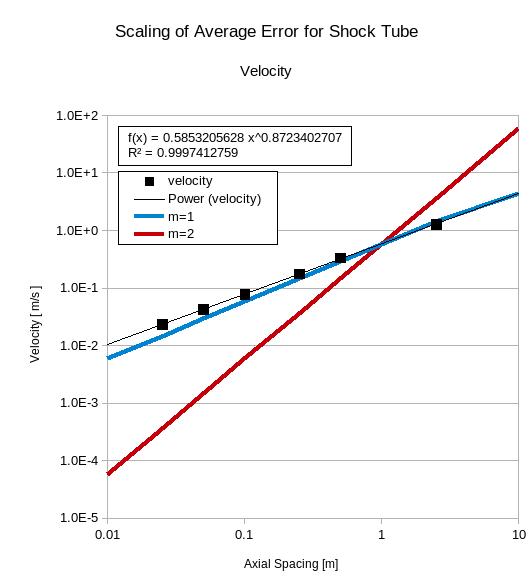 Scaling of Average Error for Shock Tube
Velocity
f(x) = 0.5853205628 x^0.8723402707
R² = 0.9997412759
velocity
Power (velocity)
m=1
m=2
1.0E+2
1.0E+1
1.0E+0
1.0E-1
1.0E-2
1.0E-3
1.0E-4
1.0E-5
Velocity [ m/s ]
0.01 0.1 1 10
Axial Spacing [m]